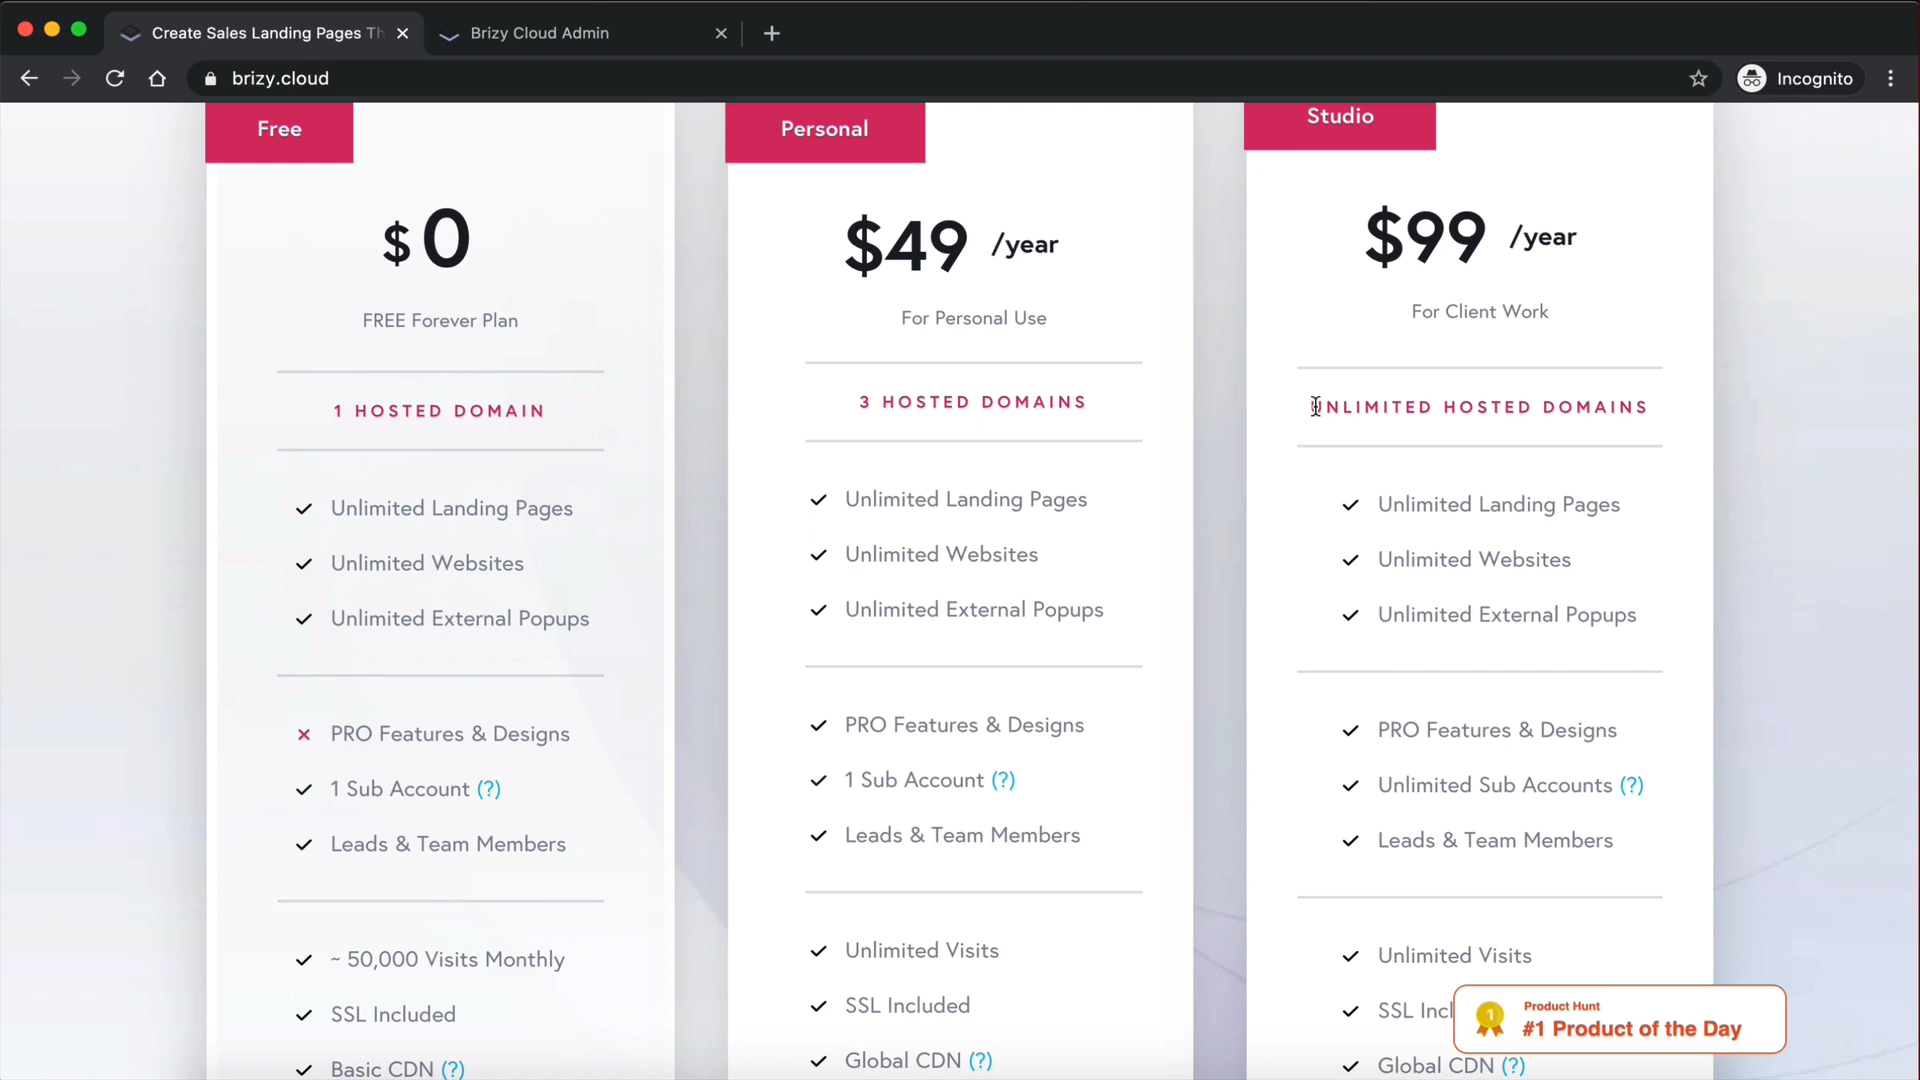 Create Sales Landing Pages Th
Brizy Cloud Admin
brizy.cloud
Incognito
Free
$0
FREE Forever Plan
1 HOSTED DOMAIN
Unlimited Landing Pages
Unlimited Websites
Unlimited External Popups
PRO Features & Designs
1 Sub Account (?)
Leads & Team Members
~ 50,000 Visits Monthly
SSL Included
Basic CDN (?)
Personal
$49 /year
For Personal Use
3 HOSTED DOMAINS
Unlimited Landing Pages
Unlimited Websites
Unlimited External Popups
PRO Features & Designs
1 Sub Account (?)
Leads & Team Members
Unlimited Visits
SSL Included
Global CDN (?)
Studio
$99 /year
For Client Work
UNLIMITED HOSTED DOMAINS
Unlimited Landing Pages
Unlimited Websites
Unlimited External Popups
PRO Features & Designs
Unlimited Sub Accounts (?)
Leads & Team Members
Unlimited Visits
SSL Incl
Global CDN (?)
1
Product Hunt
#1 Product of the Day